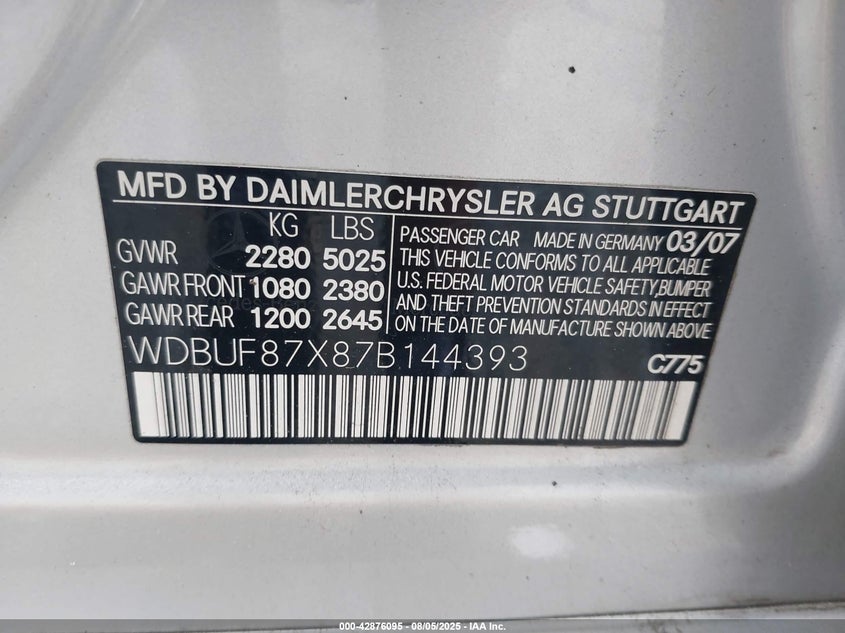 MFD BY DAIMLERCHRYSLER AG STUTTGART
KG LBS
GVWR 2280 5025
GAWR FRONT 1080 2380
GAWR REAR 1200 2645
PASSENGER CAR MADE IN GERMANY 03/07
THIS VEHICLE CONFORMS TO ALL APPLICABLE
U.S. FEDERAL MOTOR VEHICLE SAFETY,BUMPER
AND THEFT PREVENTION STANDARDS IN EFFECT
ON THE DATE OF MANUFACTURE SHOWN ABOVE
WDBUF87X87B144393
C775
000-42876095 - 08/05/2025 - IAA Inc.